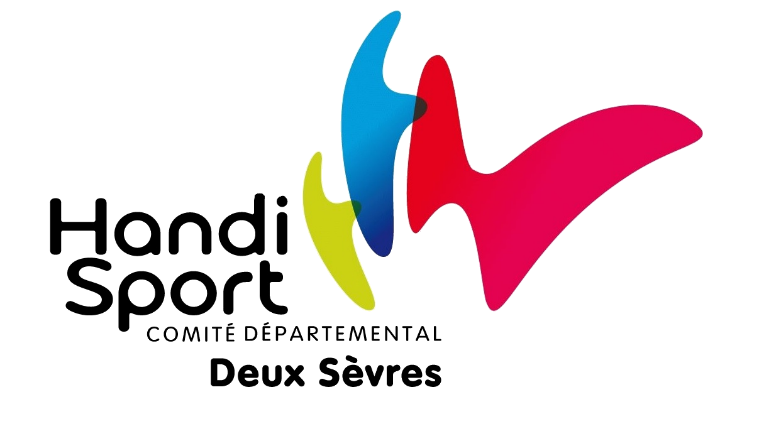 Handi
Sport
COMITÉ DÉPARTEMENTAL
Deux Sèvres